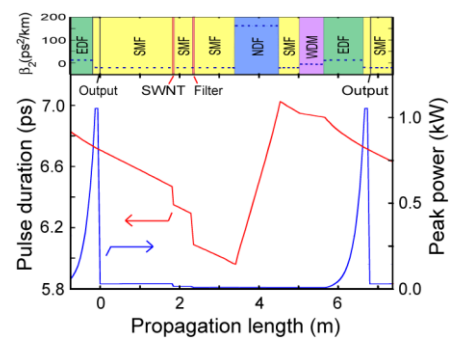 200
100
0
β₂(ps²/km)
EDF
SMF
SMF
SMF
NDF
SMF
WDM
EDF
SMF
Output
SWNT
Filter
Output
7.0
6.6
6.2
5.8
Pulse duration (ps)
1.0
0.5
0.0
Peak power (kW)
0
2
4
6
Propagation length (m)